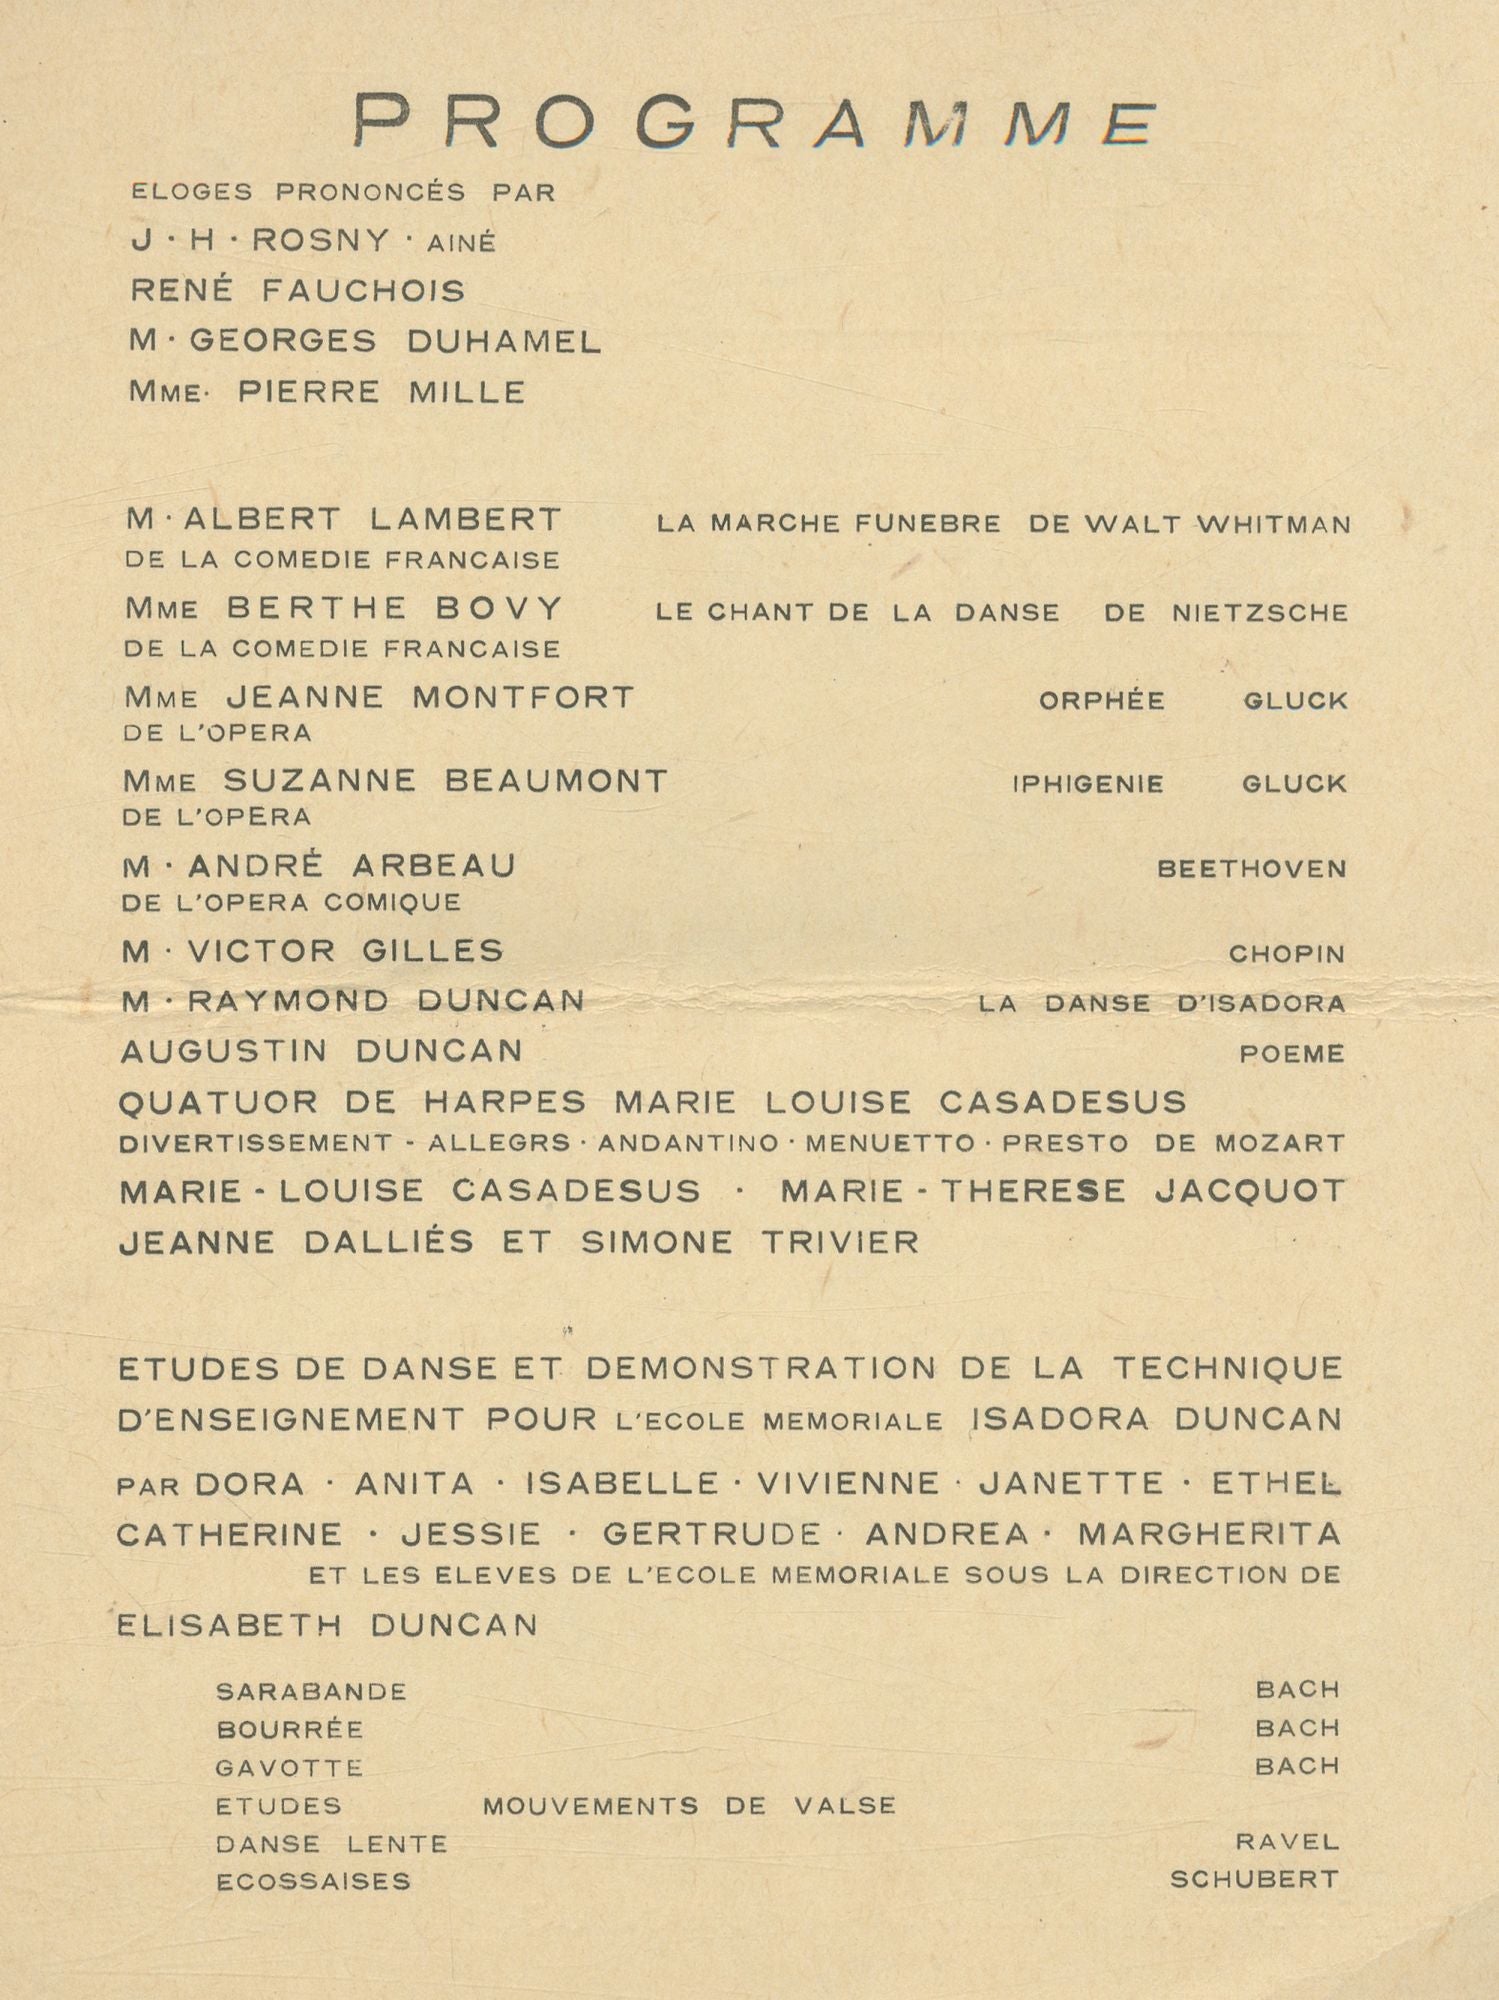 PROGRAMME
ELOGES PRONONCÉS PAR
J · H · ROSNY · AINÉ
RENÉ FAUCHOIS
M · GEORGES DUHAMEL
MME · PIERRE MILLE
M · ALBERT LAMBERT LA MARCHE FUNEBRE DE WALT WHITMAN
DE LA COMEDIE FRANCAISE
MME BERTHE BOVY LE CHANT DE LA DANSE DE NIETZSCHE
DE LA COMEDIE FRANCAISE
MME JEANNE MONTFORT ORPHÉE GLUCK
DE L'OPERA
MME SUZANNE BEAUMONT IPHIGENIE GLUCK
DE L'OPERA
M · ANDRÉ ARBEAU BEETHOVEN
DE L'OPERA COMIQUE
M · VICTOR GILLES CHOPIN
M · RAYMOND DUNCAN LA DANSE D'ISADORA
AUGUSTIN DUNCAN POEME
QUATUOR DE HARPES MARIE LOUISE CASADESUS
DIVERTISSEMENT - ALLEGRS · ANDANTINO · MENUETTO · PRESTO DE MOZART
MARIE - LOUISE CASADESUS · MARIE - THERESE JACQUOT
JEANNE DALLIÉS ET SIMONE TRIVIER
ETUDES DE DANSE ET DEMONSTRATION DE LA TECHNIQUE
D'ENSEIGNEMENT POUR L'ECOLE MEMORIALE ISADORA DUNCAN
PAR DORA · ANITA · ISABELLE · VIVIENNE · JANETTE · ETHEL
CATHERINE · JESSIE · GERTRUDE · ANDREA · MARGHERITA
ET LES ELEVES DE L'ECOLE MEMORIALE SOUS LA DIRECTION DE
ELISABETH DUNCAN
SARABANDE BACH
BOURRÉE BACH
GAVOTTE BACH
ETUDES MOUVEMENTS DE VALSE
DANSE LENTE RAVEL
ECOSSAISES SCHUBERT